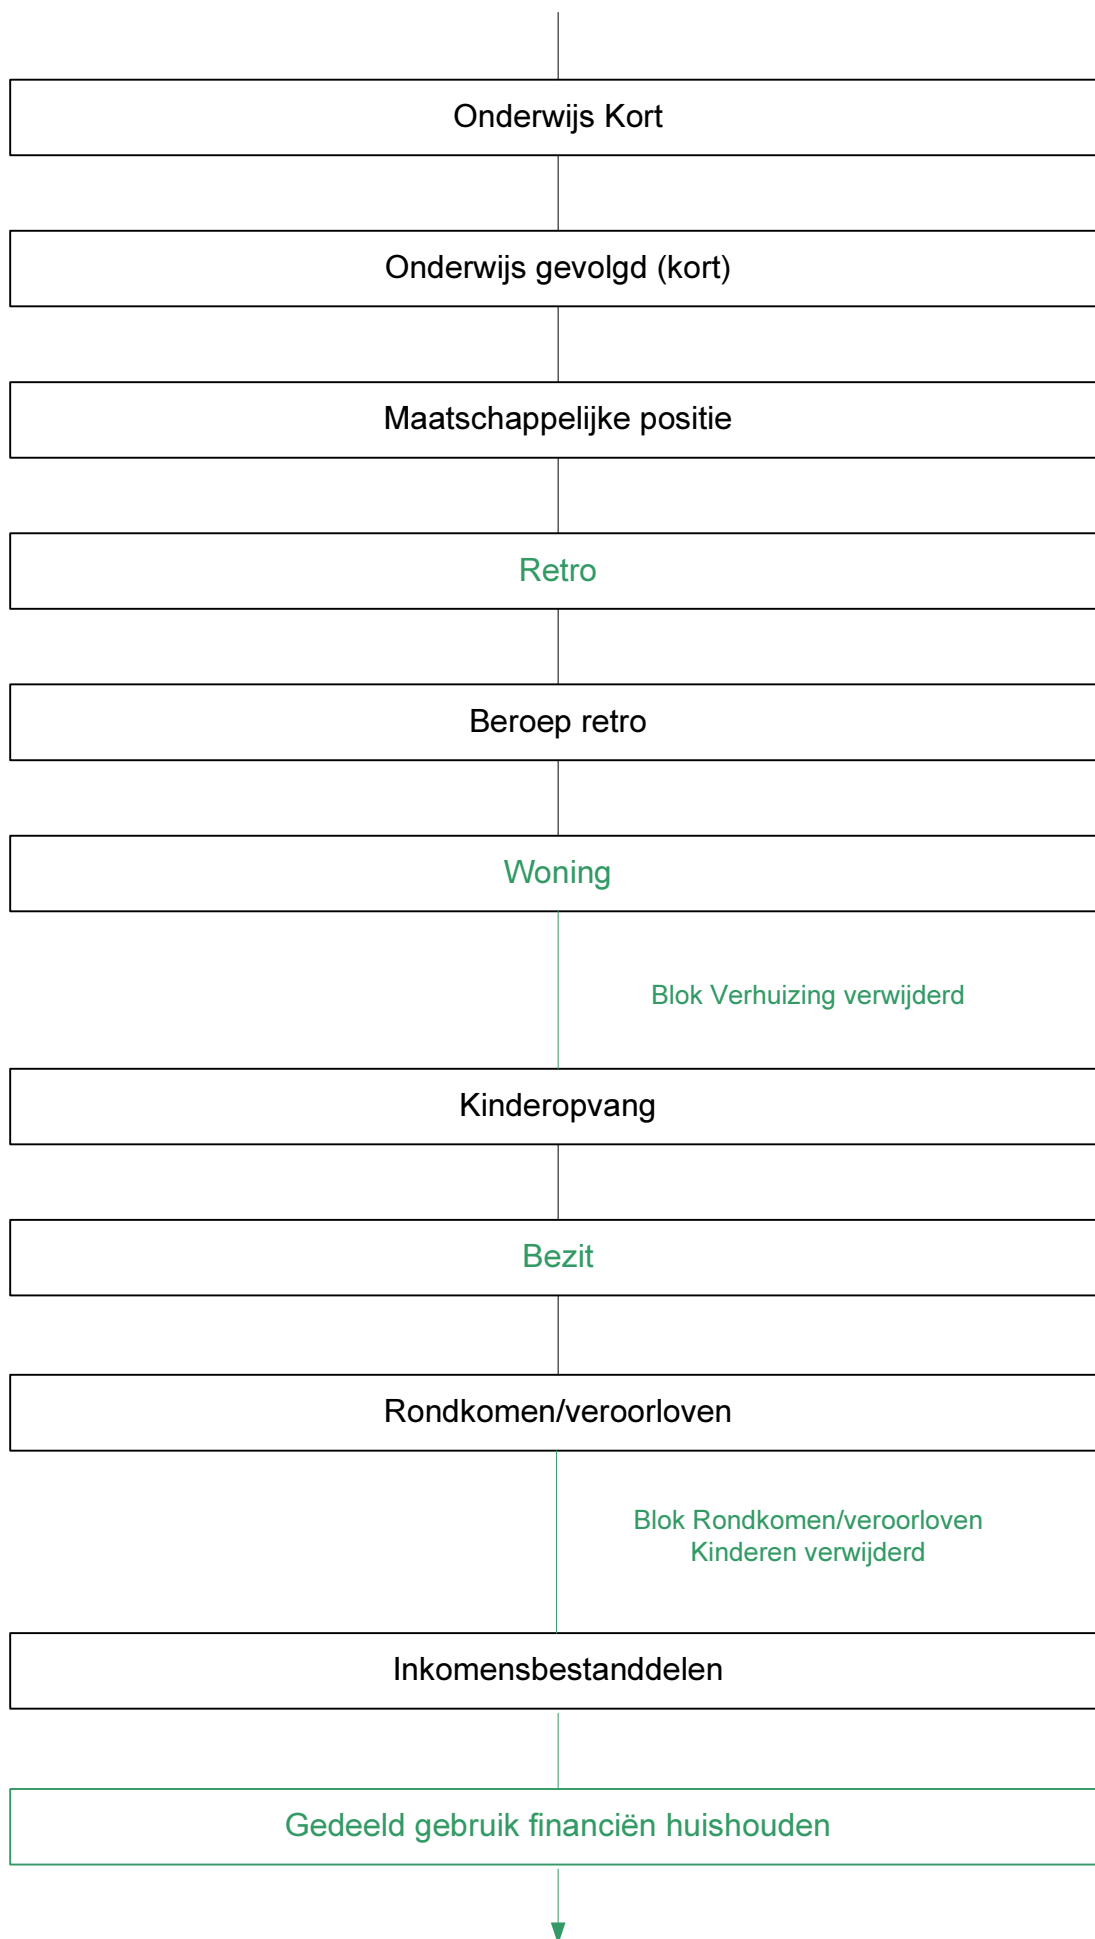 Onderwijs Kort
Onderwijs gevolgd (kort)
Maatschappelijke positie
Retro
Beroep retro
Woning
Blok Verhuizing verwijderd
Kinderopvang
Bezit
Rondkomen/veroorloven
Blok Rondkomen/veroorloven
Kinderen verwijderd
Inkomensbestanddelen
Gedeeld gebruik financiën huishouden